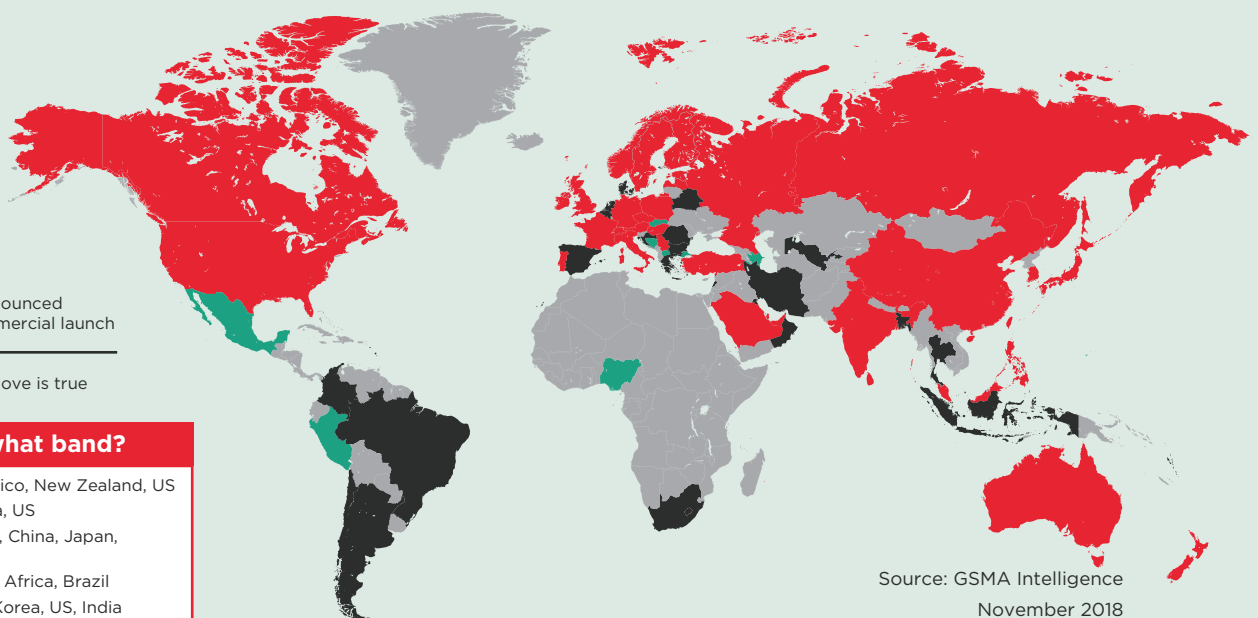 ounced
mercial launch
ove is true
what band?
ico, New Zealand, US
a, US
, China, Japan,
Africa, Brazil
Korea, US, India
Source: GSMA Intelligence
November 2018